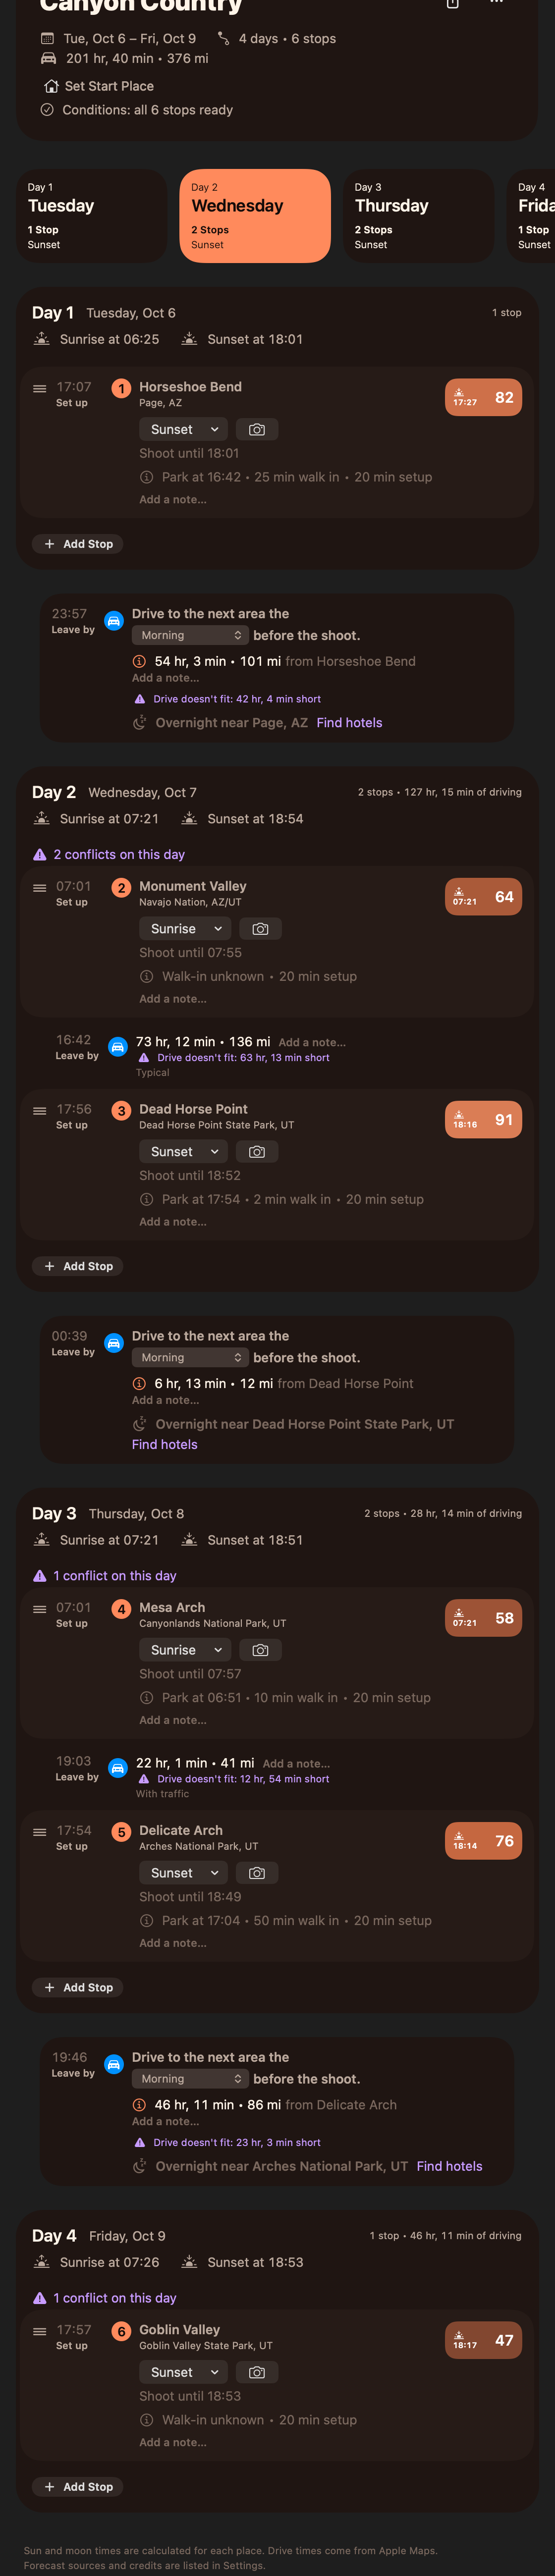 Canyon Country
Tue, Oct 6 – Fri, Oct 9 4 days • 6 stops
201 hr, 40 min • 376 mi
Set Start Place
Conditions: all 6 stops ready
Day 1
Tuesday
1 Stop
Sunset
Day 2
Wednesday
2 Stops
Sunset
Day 3
Thursday
2 Stops
Sunset
Day 4
Frida
1 Stop
Sunset
Day 1 Tuesday, Oct 6 1 stop
Sunrise at 06:25 Sunset at 18:01
17:07 1 Horseshoe Bend
Set up Page, AZ
17:27 82
Sunset
Shoot until 18:01
Park at 16:42 • 25 min walk in • 20 min setup
Add a note...
+ Add Stop
23:57 Drive to the next area the
Leave by Morning before the shoot.
54 hr, 3 min • 101 mi from Horseshoe Bend
Add a note...
Drive doesn't fit: 42 hr, 4 min short
Overnight near Page, AZ Find hotels
Day 2 Wednesday, Oct 7 2 stops • 127 hr, 15 min of driving
Sunrise at 07:21 Sunset at 18:54
2 conflicts on this day
07:01 2 Monument Valley
Set up Navajo Nation, AZ/UT
07:21 64
Sunrise
Shoot until 07:55
Walk-in unknown • 20 min setup
Add a note...
16:42 73 hr, 12 min • 136 mi Add a note...
Leave by Drive doesn't fit: 63 hr, 13 min short
Typical
17:56 3 Dead Horse Point
Set up Dead Horse Point State Park, UT
18:16 91
Sunset
Shoot until 18:52
Park at 17:54 • 2 min walk in • 20 min setup
Add a note...
+ Add Stop
00:39 Drive to the next area the
Leave by Morning before the shoot.
6 hr, 13 min • 12 mi from Dead Horse Point
Add a note...
Overnight near Dead Horse Point State Park, UT
Find hotels
Day 3 Thursday, Oct 8 2 stops • 28 hr, 14 min of driving
Sunrise at 07:21 Sunset at 18:51
1 conflict on this day
07:01 4 Mesa Arch
Set up Canyonlands National Park, UT
07:21 58
Sunrise
Shoot until 07:57
Park at 06:51 • 10 min walk in • 20 min setup
Add a note...
19:03 22 hr, 1 min • 41 mi Add a note...
Leave by Drive doesn't fit: 12 hr, 54 min short
With traffic
17:54 5 Delicate Arch
Set up Arches National Park, UT
18:14 76
Sunset
Shoot until 18:49
Park at 17:04 • 50 min walk in • 20 min setup
Add a note...
+ Add Stop
19:46 Drive to the next area the
Leave by Morning before the shoot.
46 hr, 11 min • 86 mi from Delicate Arch
Add a note...
Drive doesn't fit: 23 hr, 3 min short
Overnight near Arches National Park, UT Find hotels
Day 4 Friday, Oct 9 1 stop • 46 hr, 11 min of driving
Sunrise at 07:26 Sunset at 18:53
1 conflict on this day
17:57 6 Goblin Valley
Set up Goblin Valley State Park, UT
18:17 47
Sunset
Shoot until 18:53
Walk-in unknown • 20 min setup
Add a note...
+ Add Stop
Sun and moon times are calculated for each place. Drive times come from Apple Maps.
Forecast sources and credits are listed in Settings.